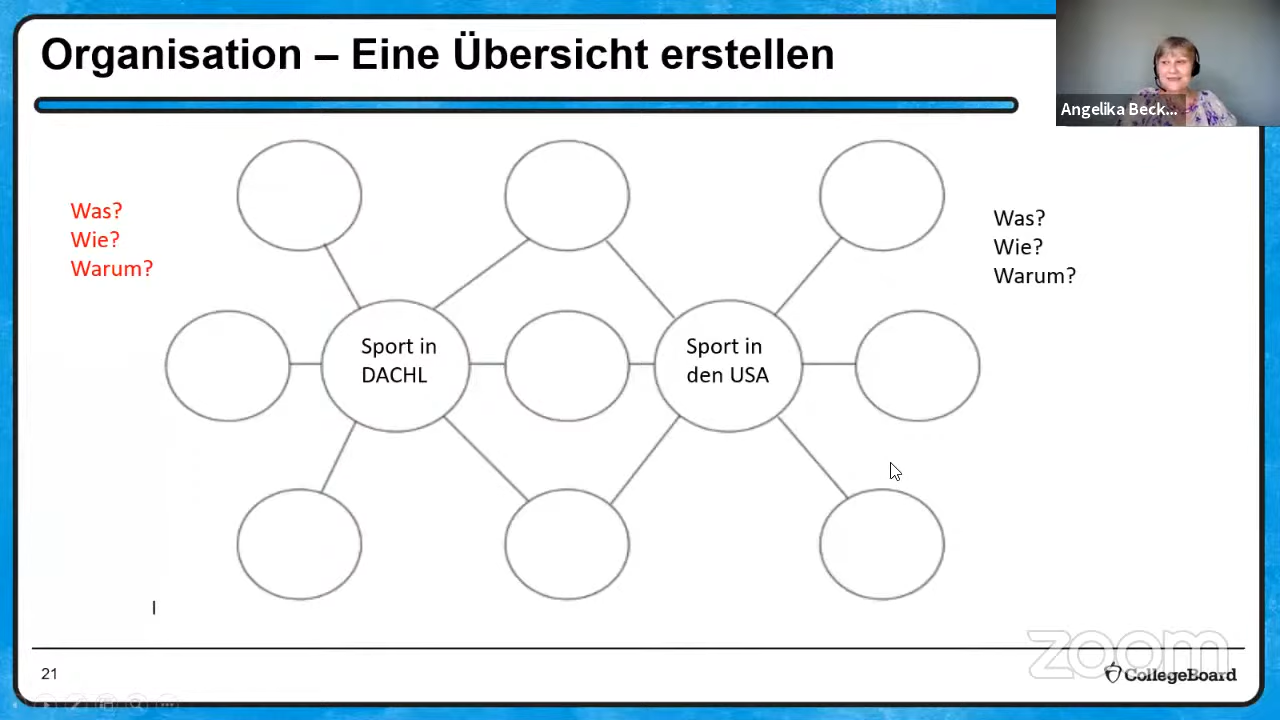 Organisation – Eine Übersicht erstellen
Angelika Beck...
Was?
Wie?
Warum?
Was?
Wie?
Warum?
Sport in
DACHL
Sport in
den USA
21
zoom
CollegeBoard